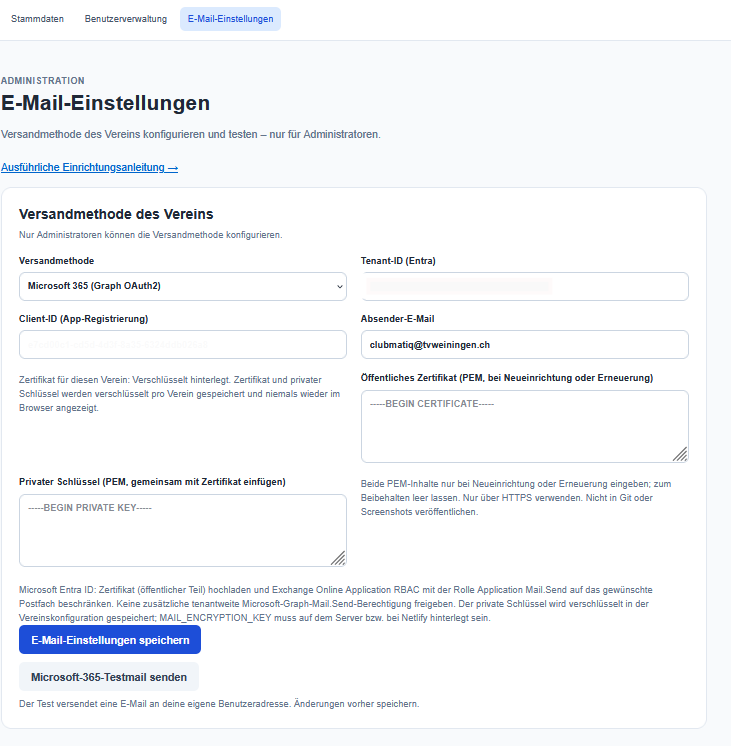 Stammdaten Benutzerverwaltung E-Mail-Einstellungen
ADMINISTRATION
E-Mail-Einstellungen
Versandmethode des Vereins konfigurieren und testen – nur für Administratoren.
Ausführliche Einrichtungsanleitung →
Versandmethode des Vereins
Nur Administratoren können die Versandmethode konfigurieren.
Versandmethode
Microsoft 365 (Graph OAuth2)
Tenant-ID (Entra)
Client-ID (App-Registrierung)
Absender-E-Mail
clubmatiq@tvweiningen.ch
Zertifikat für diesen Verein: Verschlüsselt hinterlegt. Zertifikat und privater
Schlüssel werden verschlüsselt pro Verein gespeichert und niemals wieder im
Browser angezeigt.
Öffentliches Zertifikat (PEM, bei Neueinrichtung oder Erneuerung)
-----BEGIN CERTIFICATE-----
Privater Schlüssel (PEM, gemeinsam mit Zertifikat einfügen)
-----BEGIN PRIVATE KEY-----
Beide PEM-Inhalte nur bei Neueinrichtung oder Erneuerung eingeben; zum
Beibehalten leer lassen. Nur über HTTPS verwenden. Nicht in Git oder
Screenshots veröffentlichen.
Microsoft Entra ID: Zertifikat (öffentlicher Teil) hochladen und Exchange Online Application RBAC mit der Rolle Application Mail.Send auf das gewünschte
Postfach beschränken. Keine zusätzliche tenantweite Microsoft-Graph-Mail.Send-Berechtigung freigeben. Der private Schlüssel wird verschlüsselt in der
Vereinskonfiguration gespeichert; MAIL_ENCRYPTION_KEY muss auf dem Server bzw. bei Netlify hinterlegt sein.
E-Mail-Einstellungen speichern
Microsoft-365-Testmail senden
Der Test versendet eine E-Mail an deine eigene Benutzeradresse. Änderungen vorher speichern.